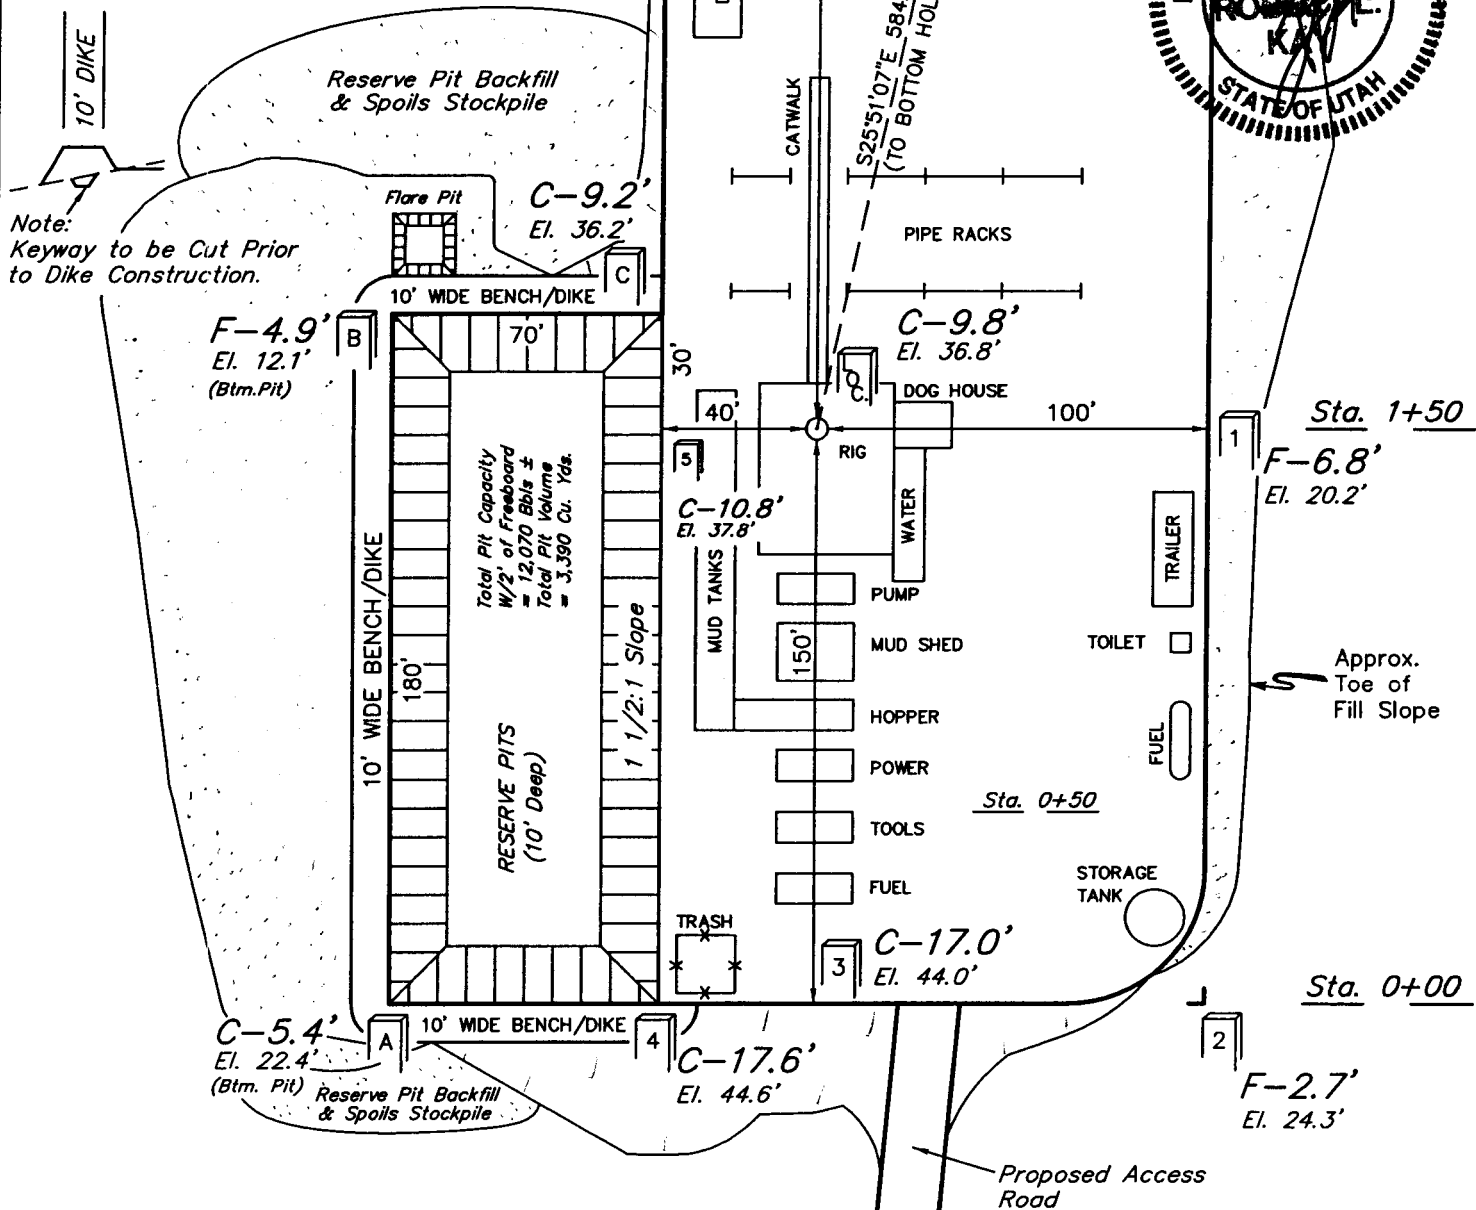 10' DIKE
Note:
Keyway to be Cut Prior
to Dike Construction.
Reserve Pit Backfill
& Spoils Stockpile
Flare Pit
C-9.2'
El. 36.2'
C
10' WIDE BENCH/DIKE
F-4.9'
El. 12.1'
(Btm.Pit)
B
70'
30'
CATWALK
S25°51'07"E 584.
(TO BOTTOM HOL
KAY
STATE OF UTAH
PIPE RACKS
C-9.8'
El. 36.8'
DOG HOUSE
40'
100'
RIG
5
C-10.8'
El. 37.8'
1
Sta. 1+50
F-6.8'
El. 20.2'
Total Pit Capacity
W/2' of Freeboard
= 12,070 Bbls ±
Total Pit Volume
= 3,390 Cu. Yds.
10' WIDE BENCH/DIKE
180'
1 1/2:1 Slope
RESERVE PITS
(10' Deep)
MUD TANKS
WATER
TRAILER
PUMP
150'
MUD SHED
TOILET
HOPPER
FUEL
POWER
Sta. 0+50
TOOLS
FUEL
STORAGE
TANK
Approx.
Toe of
Fill Slope
TRASH
3
C-17.0'
El. 44.0'
Sta. 0+00
C-5.4'
El. 22.4'
(Btm. Pit)
A
10' WIDE BENCH/DIKE
4
C-17.6'
El. 44.6'
2
F-2.7'
El. 24.3'
Reserve Pit Backfill
& Spoils Stockpile
Proposed Access
Road